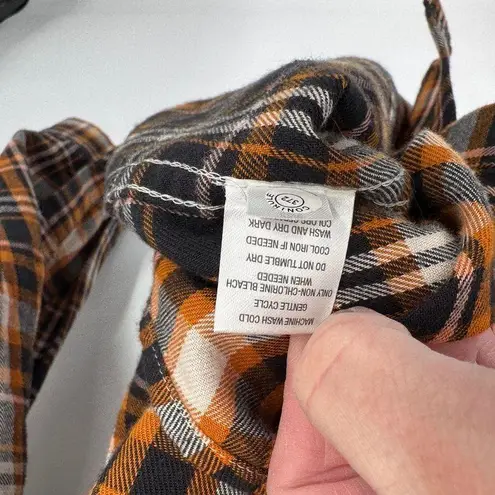 MACHINE WASH COLD
GENTLE CYCLE
ONLY NON-CHLORINE BLEACH
WHEN NEEDED
DO NOT TUMBLE DRY
COOL IRON IF NEEDED
WASH AND DRY DARK